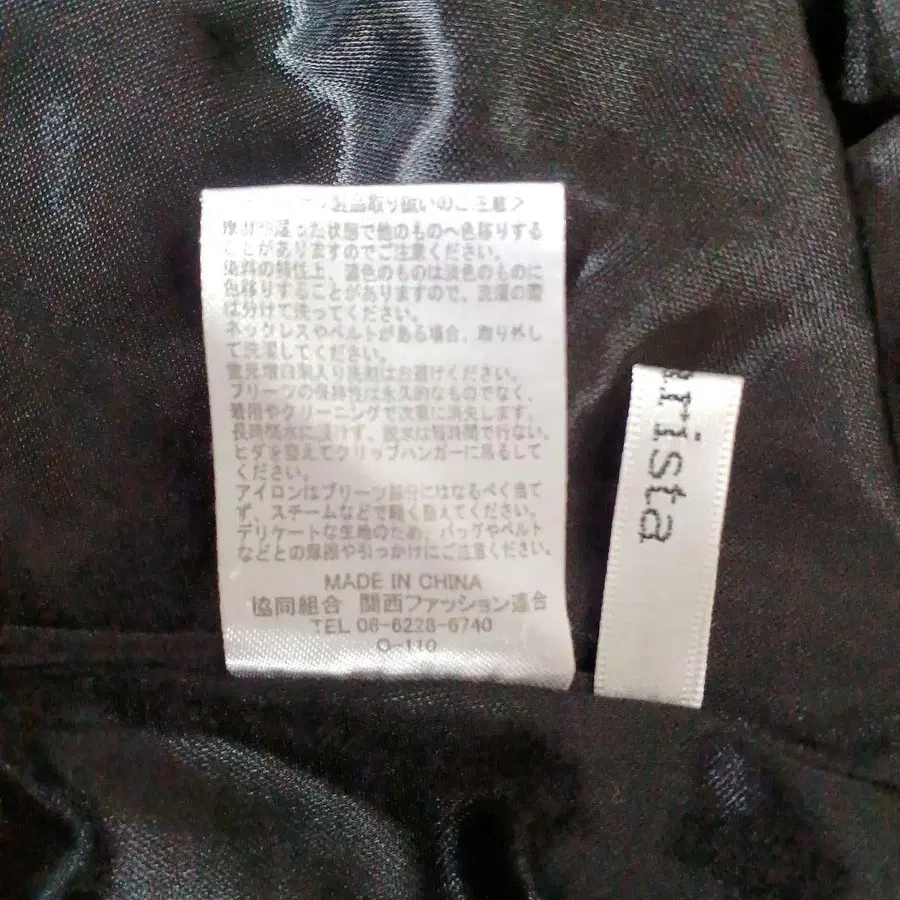 製品取り扱いのご注意>
った状態で他のものへ色移りする
ことがありますのでご注意ください。
染料の特性上、濃色のものは淡色のものに
色移りすることがありますので、洗濯の際
は分けて洗ってください。
ネックレスやベルトがある場合、取り外し
て洗濯してください。
蛍光増白剤入り洗剤はお避けください。
プリーツの保持性は永久的なものでなく、
着用やクリーニングで次第に消失します。
長時間水に浸けず、脱水は短時間で行ない、
ヒダを整えてクリップハンガーに吊るして
ください。
アイロンはプリーツ部分にはなるべく当て
ず、スチームなどで軽く整えてください。
デリケートな生地のため、バッグやベルト
などとの摩擦や引っかけにご注意ください。
MADE IN CHINA
協同組合 関西ファッション連合
TEL 06-6228-6740
O-110
rista